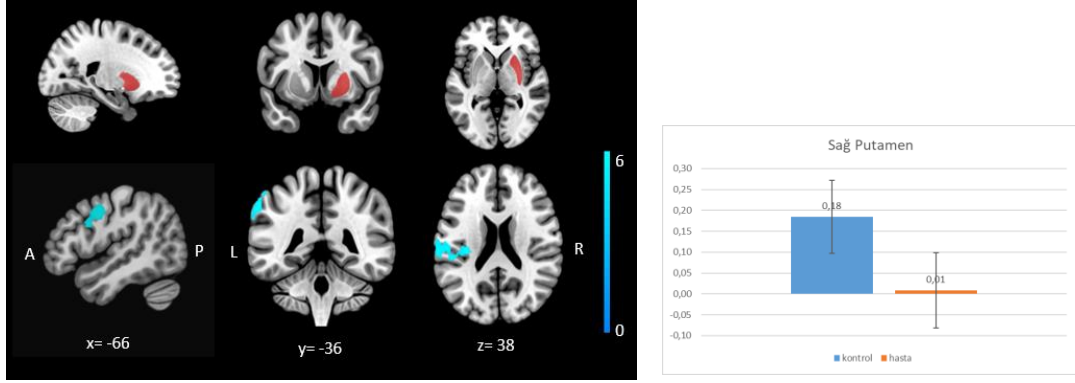 6
A
P
L
R
0
x= -66
y= -36
z= 38
Sağ Putamen
0,30
0,25
0,20
0,15
0,10
0,05
0,00
-0,05
-0,10
0,18
0,01
kontrol hasta